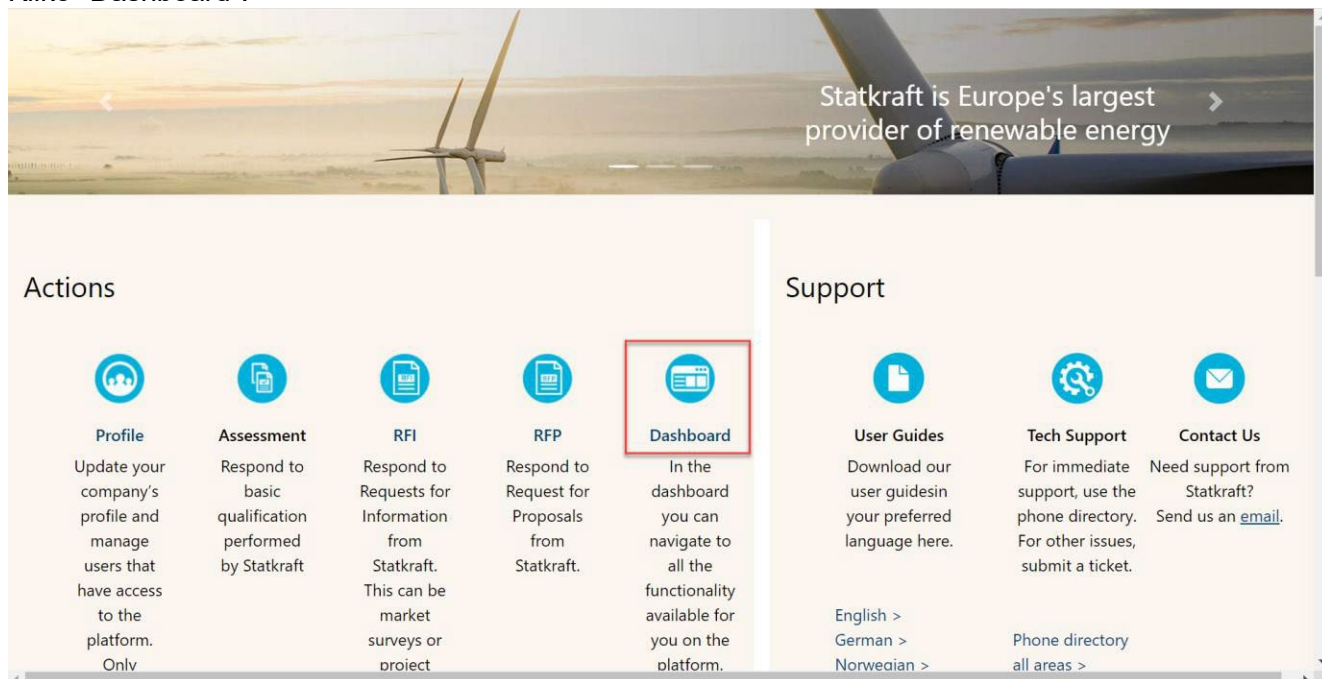 Statkraft is Europe's largest
provider of renewable energy
Actions
Profile
Update your
company's
profile and
manage
users that
have access
to the
platform.
Only
Assessment
Respond to
basic
qualification
performed
by Statkraft
RFI
Respond to
Requests for
Information
from
Statkraft.
This can be
market
surveys or
project
RFP
Respond to
Request for
Proposals
from
Statkraft.
Dashboard
In the
dashboard
you can
navigate to
all the
functionality
available for
you on the
platform.
Support
User Guides
Download our
user guidesin
your preferred
language here.
English >
German >
Norwegian >
Tech Support
For immediate
support, use the
phone directory.
For other issues,
submit a ticket.
Phone directory
all areas >
Contact Us
Need support from
Statkraft?
Send us an email.